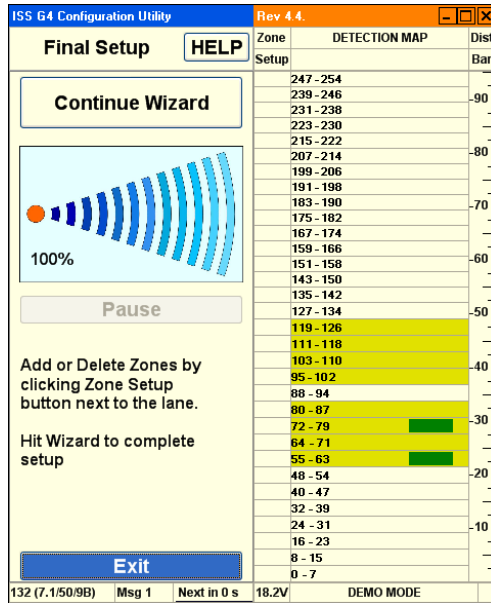 ISS G4 Configuration Utility
Rev 4.4.
Final Setup
HELP
Continue Wizard
100%
Pause
Add or Delete Zones by
clicking Zone Setup
button next to the lane.
Hit Wizard to complete
setup
Exit
132 (7.1/50/9B) Msg 1 Next in 0 s 18.2V DEMO MODE
Zone DETECTION MAP Dist
Setup Bar
247 - 254
239 - 246
231 - 238
223 - 230
215 - 222
207 - 214
199 - 206
191 - 198
183 - 190
175 - 182
167 - 174
159 - 166
151 - 158
143 - 150
135 - 142
127 - 134
119 - 126
111 - 118
103 - 110
95 - 102
88 - 94
80 - 87
72 - 79
64 - 71
55 - 63
48 - 54
40 - 47
32 - 39
24 - 31
16 - 23
8 - 15
0 - 7
90
80
70
60
50
40
30
20
10